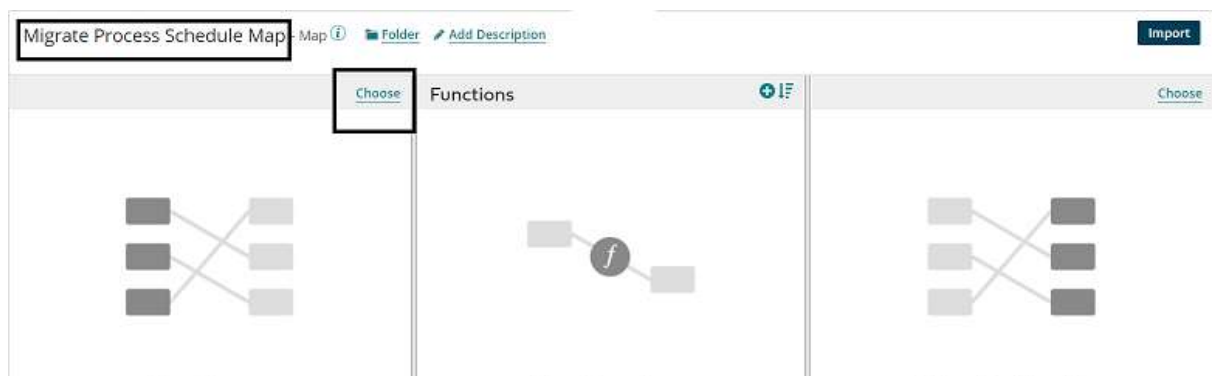 Migrate Process Schedule Map - Map i Folder Add Description Import
Choose Functions Choose
f